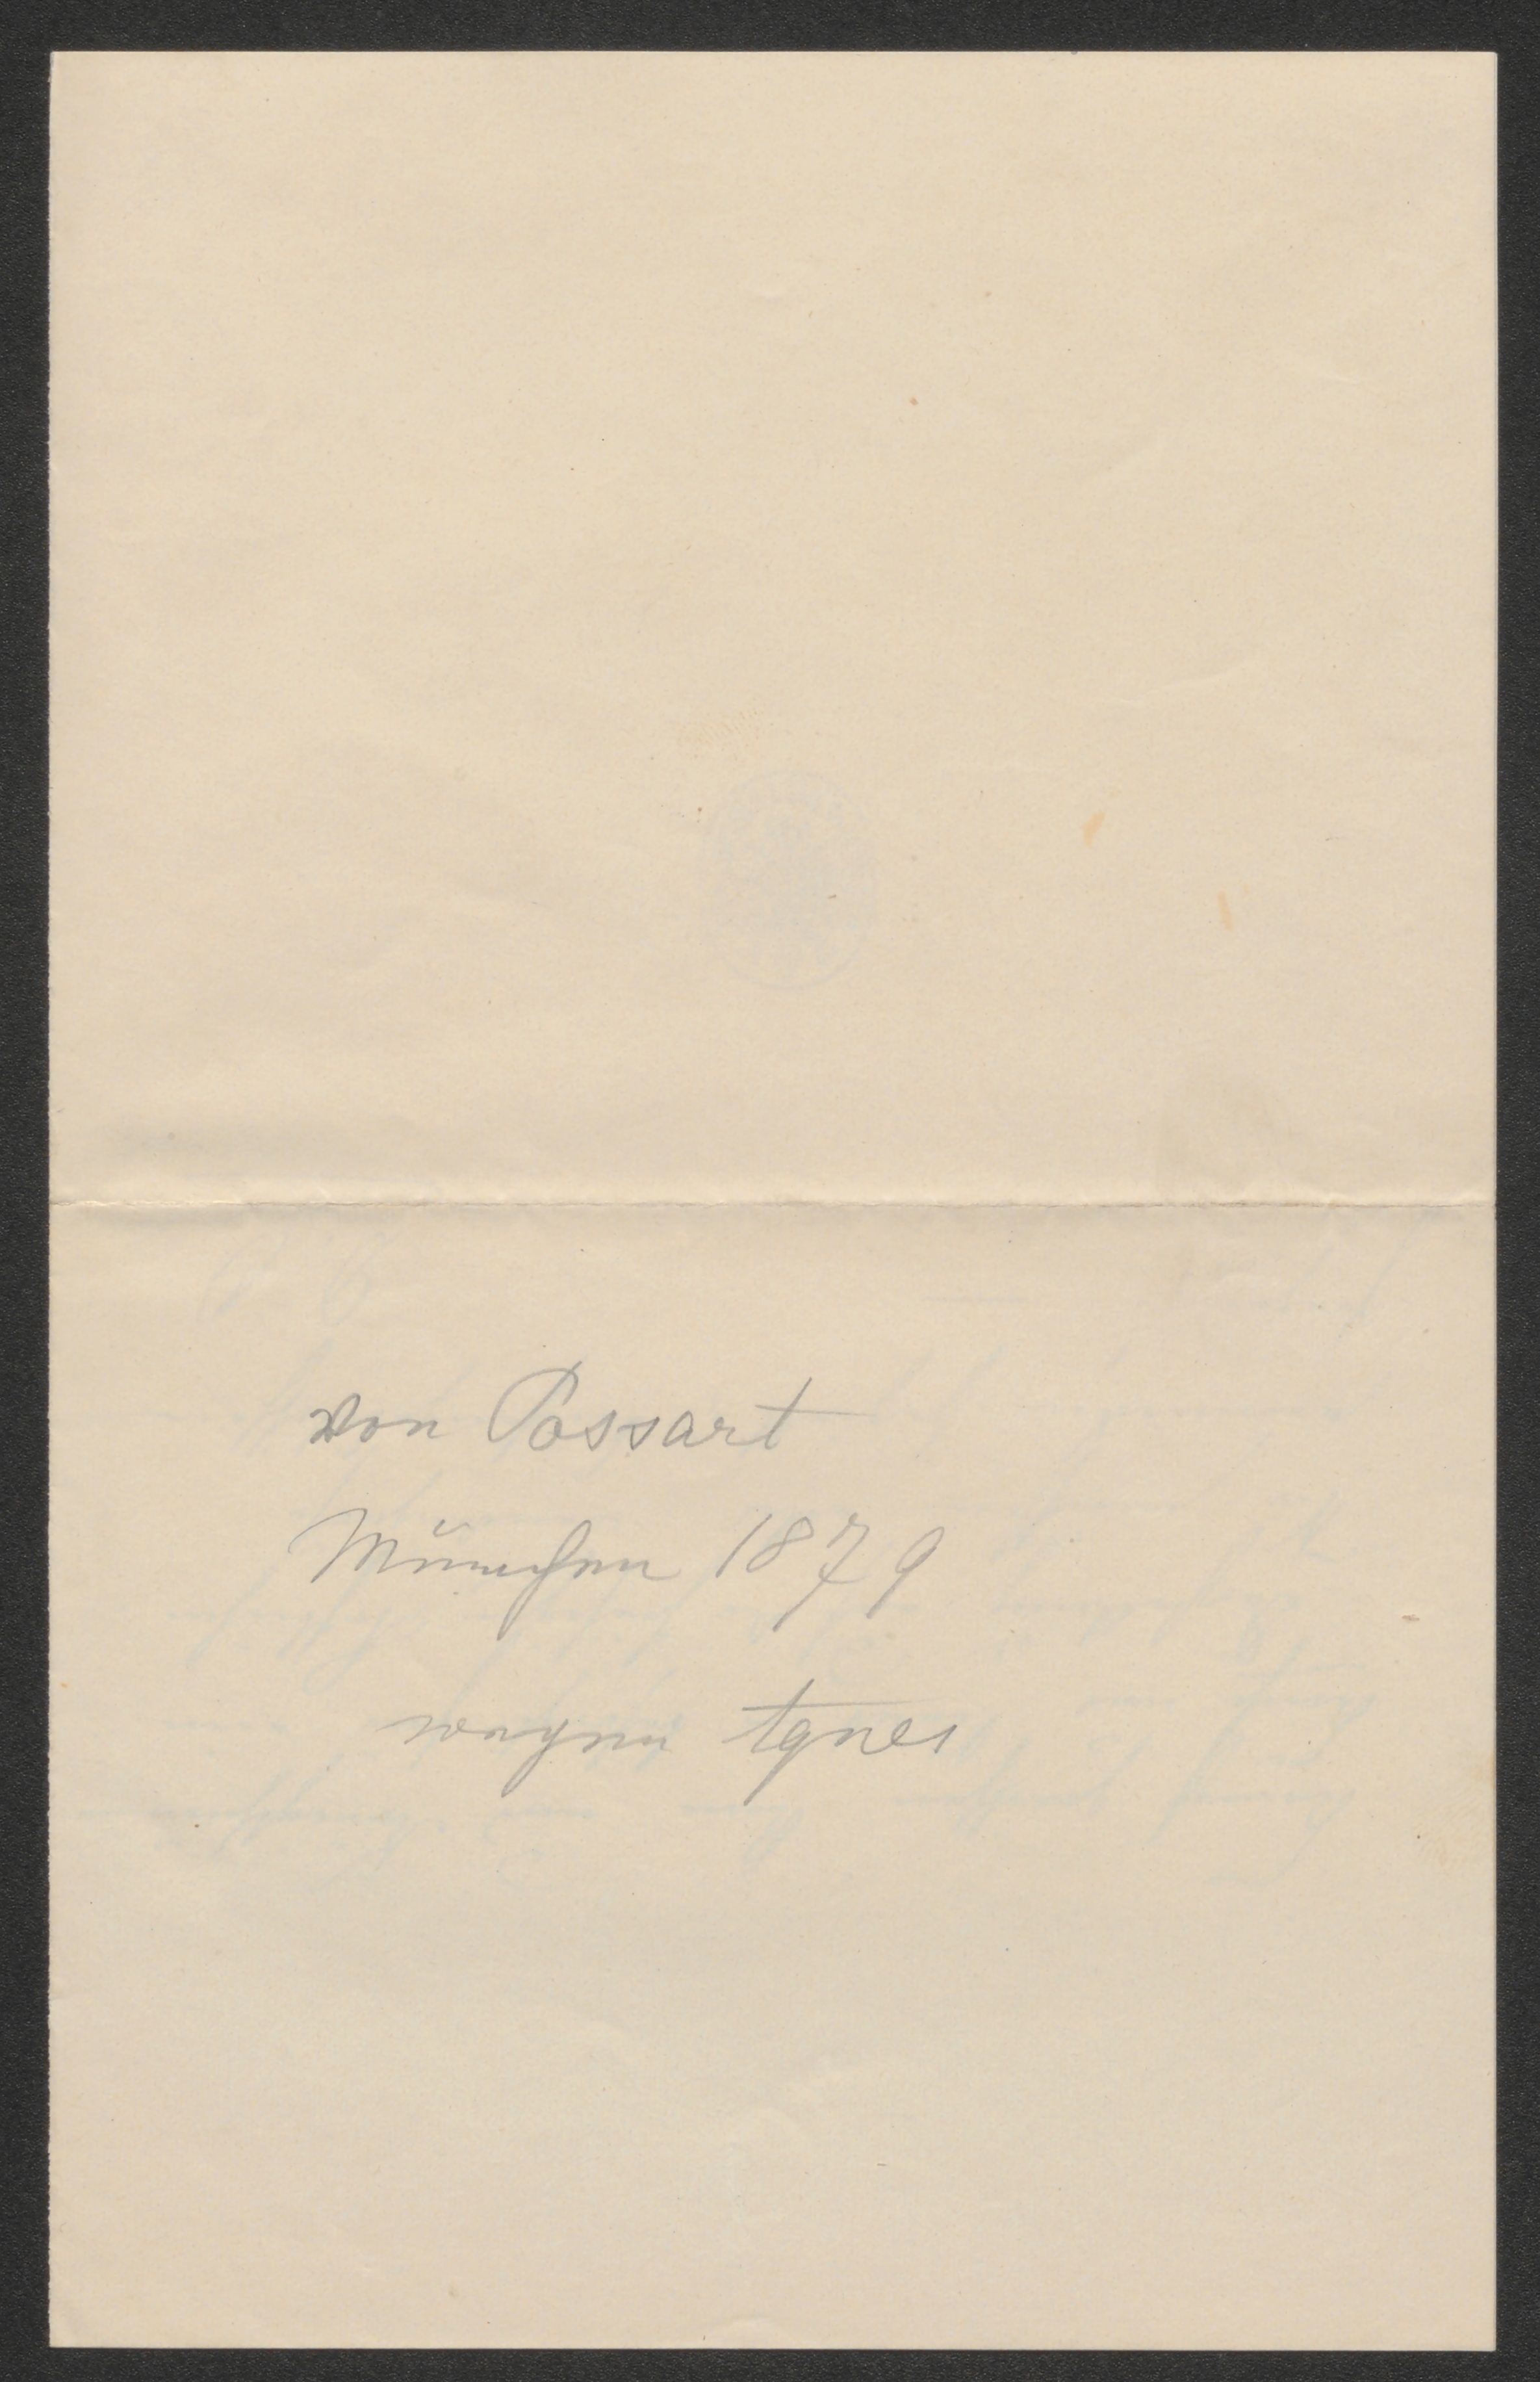 von Possart
München 1879
wegen Agnes